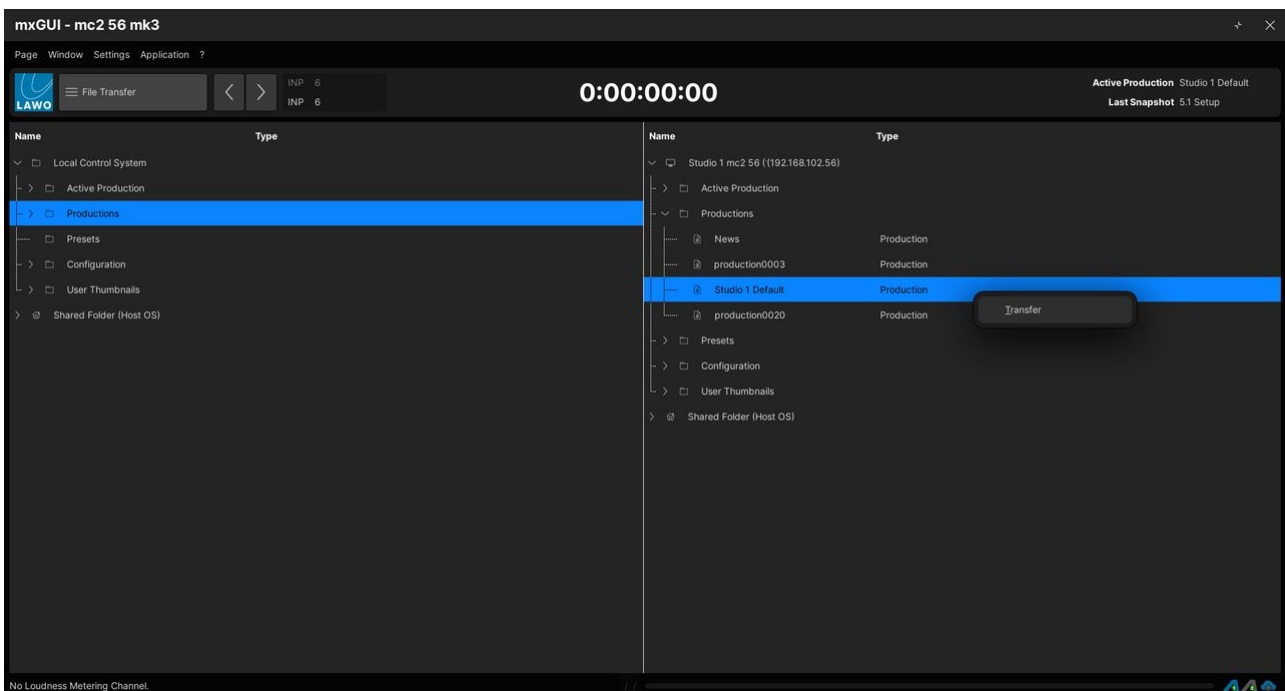 mxGUI - mc2 56 mk3
Page Window Settings Application ?
LAWO
File Transfer
INP 6
INP 6
0:00:00:00
Active Production Studio 1 Default
Last Snapshot 5.1 Setup
Name Type
Local Control System
Active Production
Productions
Presets
Configuration
User Thumbnails
Shared Folder (Host OS)
Name Type
Studio 1 mc2 56 ((192.168.102.56)
Active Production
Productions
News Production
production0003 Production
Studio 1 Default Production
Transfer
production0020 Production
Presets
Configuration
User Thumbnails
Shared Folder (Host OS)
No Loudness Metering Channel.